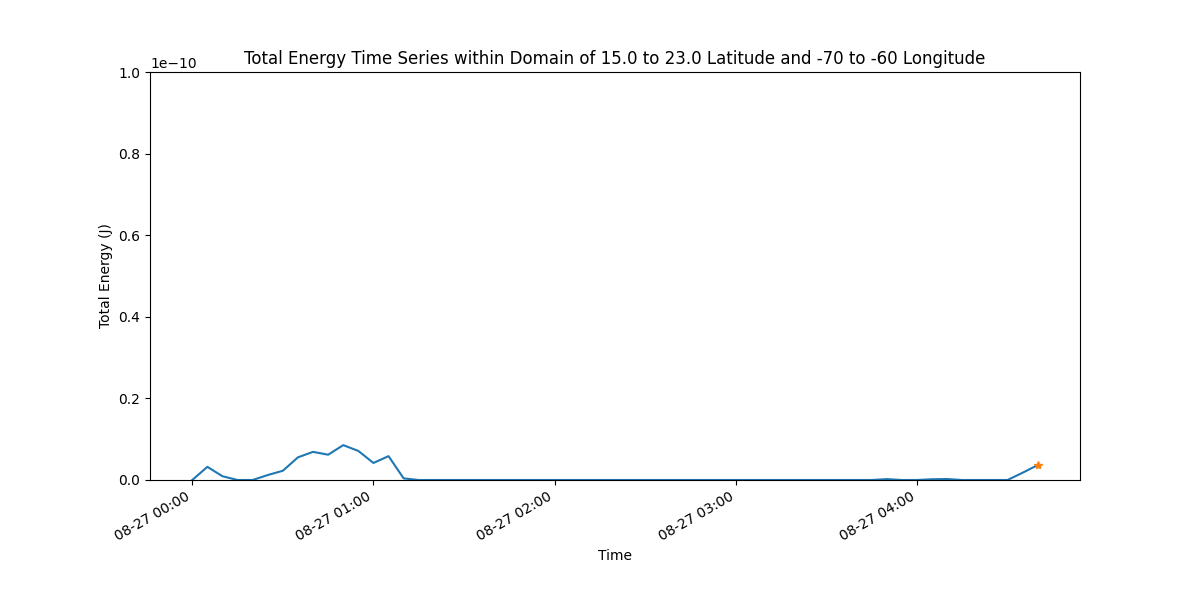 Total Energy Time Series within Domain of 15.0 to 23.0 Latitude and -70 to -60 Longitude
1e−10
1.0
0.8
0.6
0.4
0.2
0.0
Total Energy (J)
08-27 00:00
08-27 01:00
08-27 02:00
08-27 03:00
08-27 04:00
Time